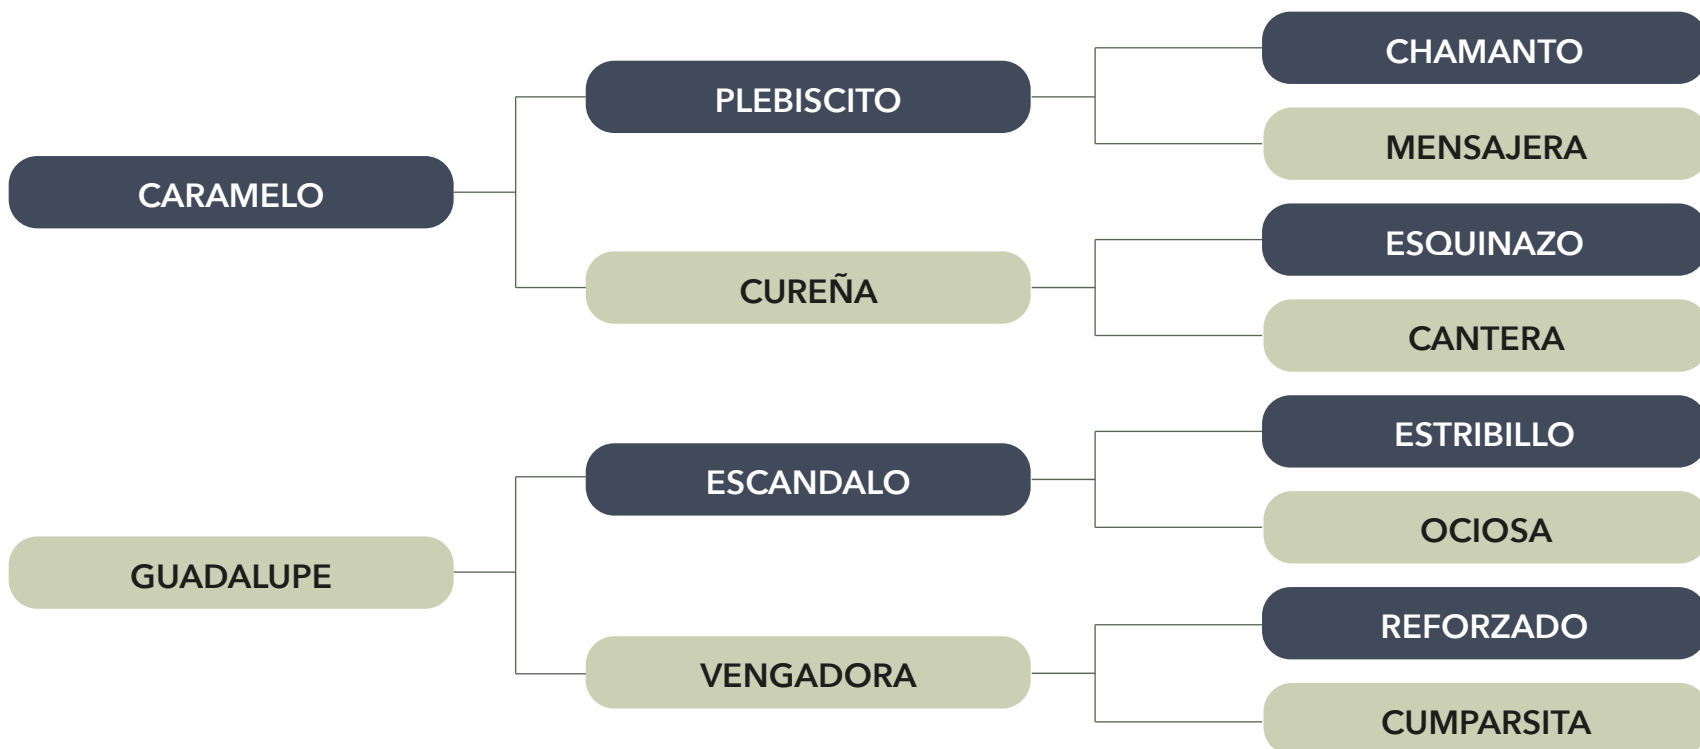 CHAMANTO
PLEBISCITO
MENSAJERA
CARAMELO
ESQUINAZO
CUREÑA
CANTERA
ESTRIBILLO
ESCANDALO
OCIOSA
GUADALUPE
REFORZADO
VENGADORA
CUMPARSITA